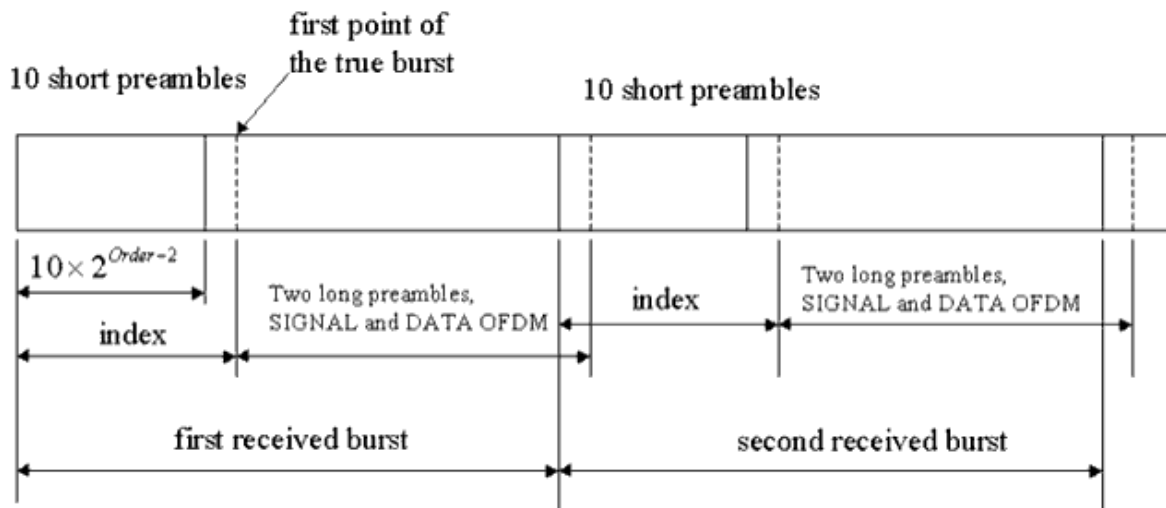 first point of
the true burst
10 short preambles
10 short preambles
10 × 2^{Order-2}
Two long preambles,
SIGNAL and DATA OFDM
index
index
Two long preambles,
SIGNAL and DATA OFDM
first received burst
second received burst